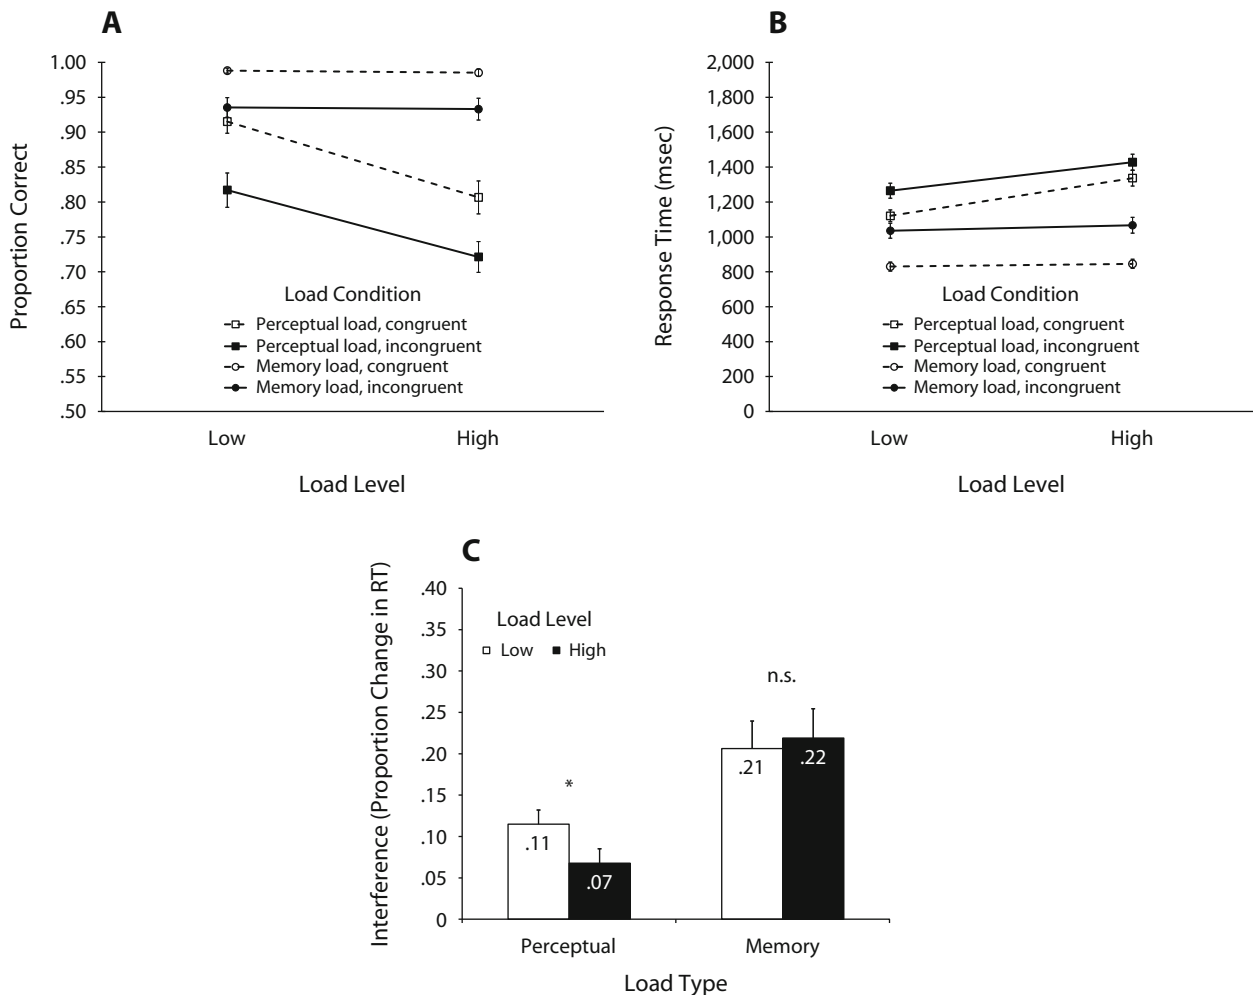 A
1.00
.95
.90
.85
.80
.75
.70
.65
.60
.55
.50
Proportion Correct
Load Condition
Perceptual load, congruent
Perceptual load, incongruent
Memory load, congruent
Memory load, incongruent
Low
High
Load Level
B
2,000
1,800
1,600
1,400
1,200
1,000
800
600
400
200
0
Response Time (msec)
Load Condition
Perceptual load, congruent
Perceptual load, incongruent
Memory load, congruent
Memory load, incongruent
Low
High
Load Level
C
.40
.35
.30
.25
.20
.15
.10
.05
0
Interference (Proportion Change in RT)
Load Level
Low High
n.s.
*
.21
.22
.11
.07
Perceptual
Memory
Load Type